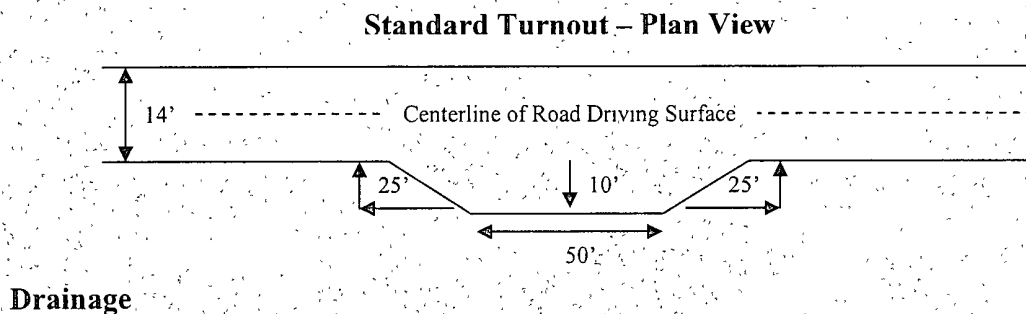 Standard Turnout – Plan View
14'
Centerline of Road Driving Surface
25'
10'
25'
50'
Drainage